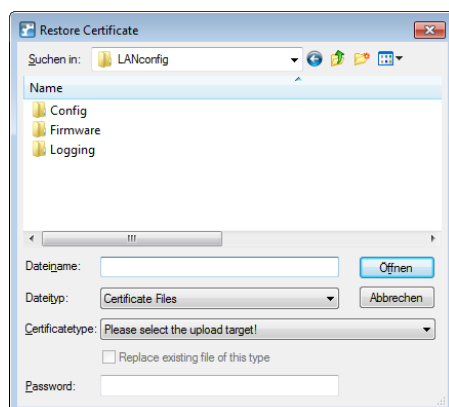 Restore Certificate
Suchen in: LANconfig
Name
Config
Firmware
Logging
Dateiname: Öffnen
Dateityp: Certificate Files Abbrechen
Certificatetype: Please select the upload target!
Replace existing file of this type
Password: